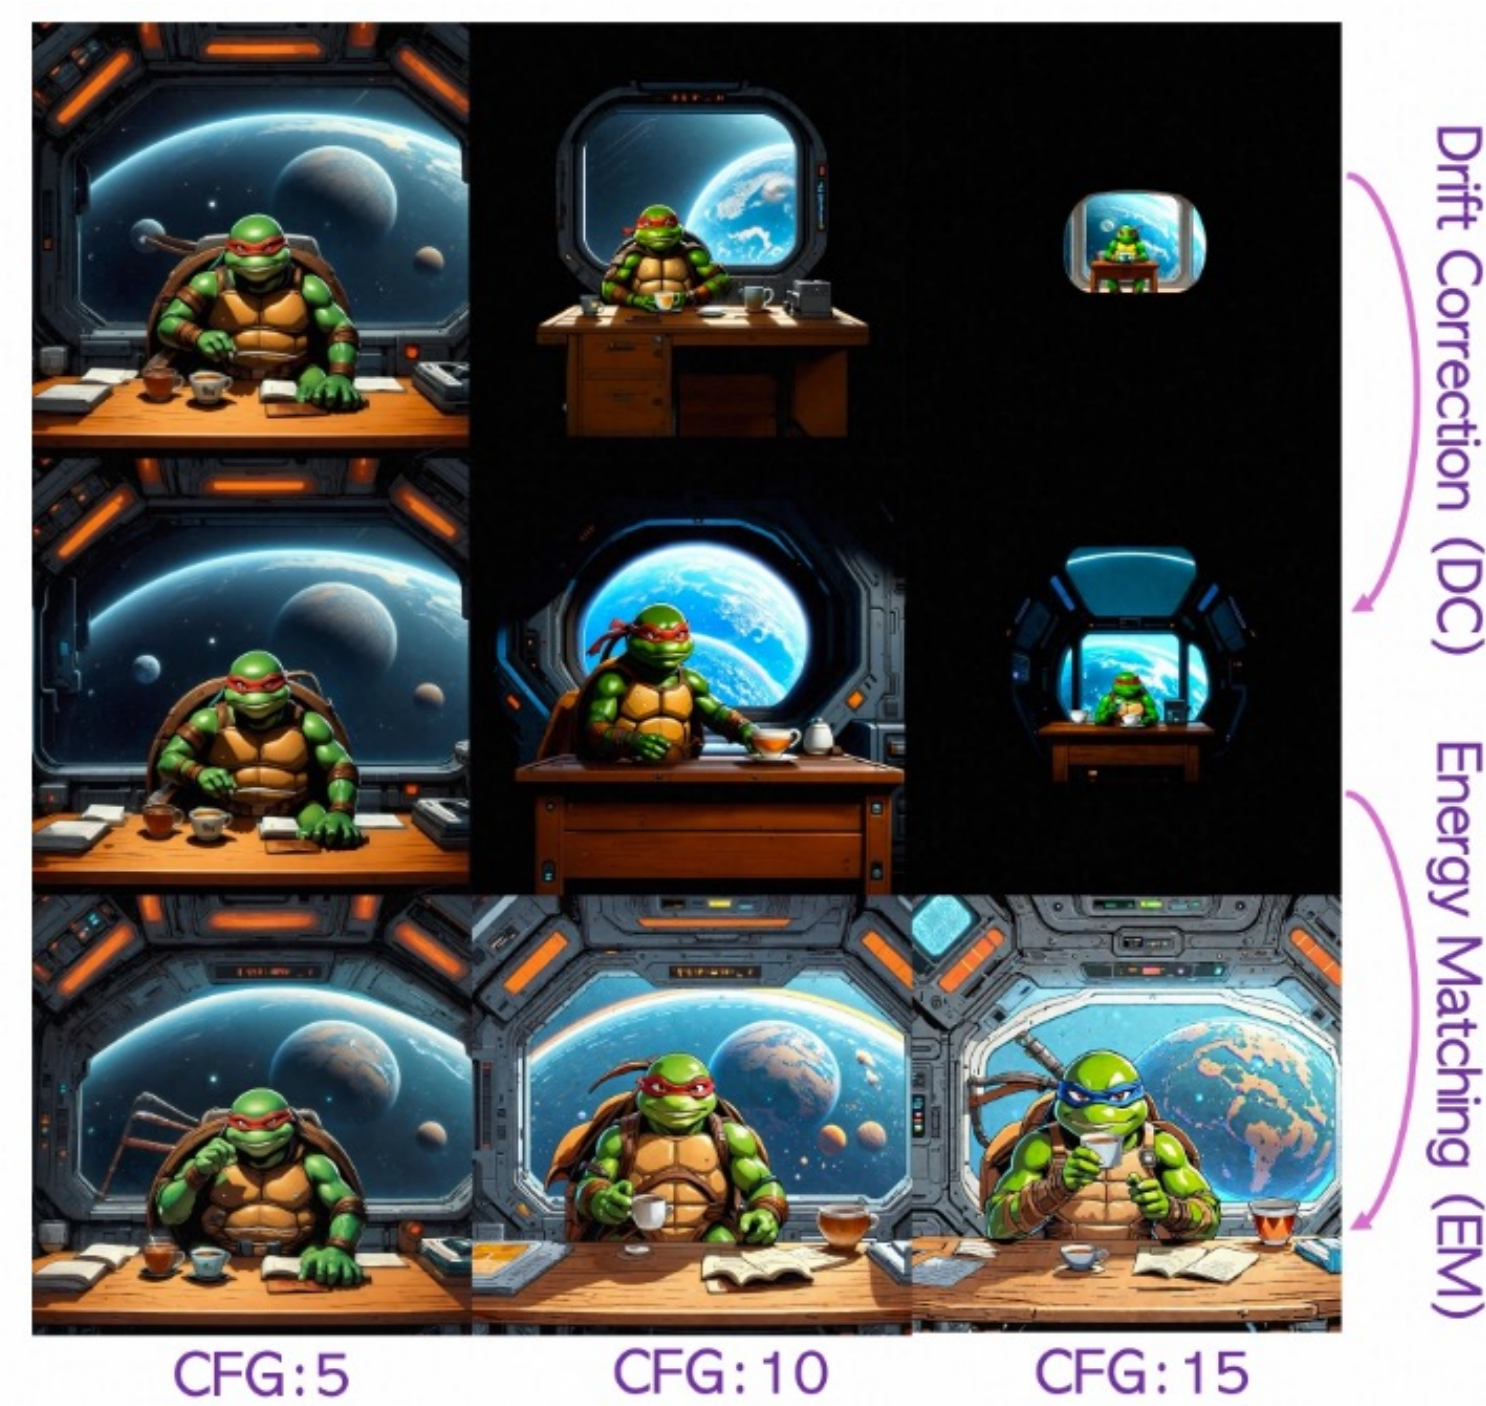 Drift Correction (DC)
Energy Matching (EM)
CFG:5
CFG:10
CFG:15